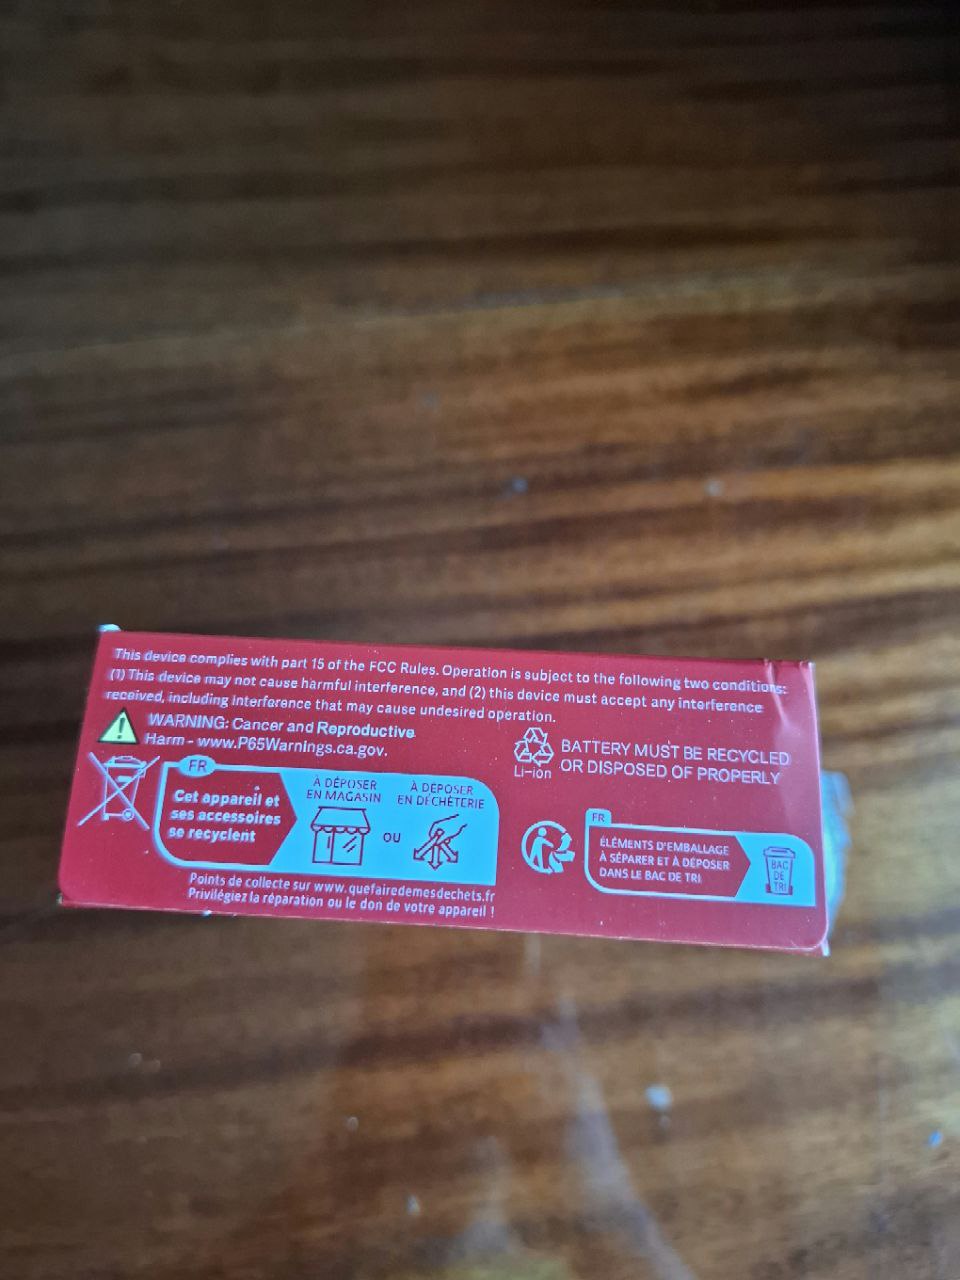 This device complies with part 15 of the FCC Rules. Operation is subject to the following two conditions:
(1) This device may not cause harmful interference, and (2) this device must accept any interference
received, including interference that may cause undesired operation.
WARNING: Cancer and Reproductive
Harm - www.P65Warnings.ca.gov.
Li-ion
BATTERY MUST BE RECYCLED
OR DISPOSED OF PROPERLY
FR
Cet appareil et
ses accessoires
se recyclent
À DÉPOSER
EN MAGASIN
OU
À DÉPOSER
EN DÉCHÈTERIE
Points de collecte sur www.quefairedemesdechets.fr
Privilégiez la réparation ou le don de votre appareil !
FR
ÉLÉMENTS D'EMBALLAGE
À SÉPARER ET À DÉPOSER
DANS LE BAC DE TRI
BAC
DE
TRI